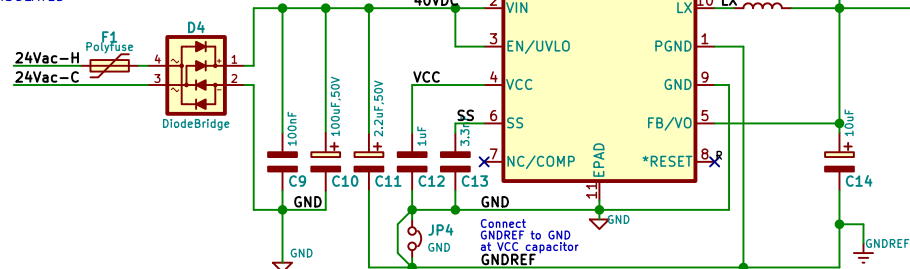 40VDC
2
VIN
LX
10
LX
F1
Polyfuse
D4
3
EN/UVLO
PGND
1
24Vac-H
4
1
24Vac-C
3
2
VCC
4
VCC
GND
9
DiodeBridge
100nF
100uF,50V
2.2uF,50V
1uF
SS
3.3n
6
SS
FB/VO
5
10uF
7
NC/COMP
EPAD
*RESET
8
C9
C10
C11
C12
C13
C14
11
GND
GND
GND
JP4
GND
Connect
GNDREF to GND
at VCC capacitor
GND
GNDREF
GNDREF